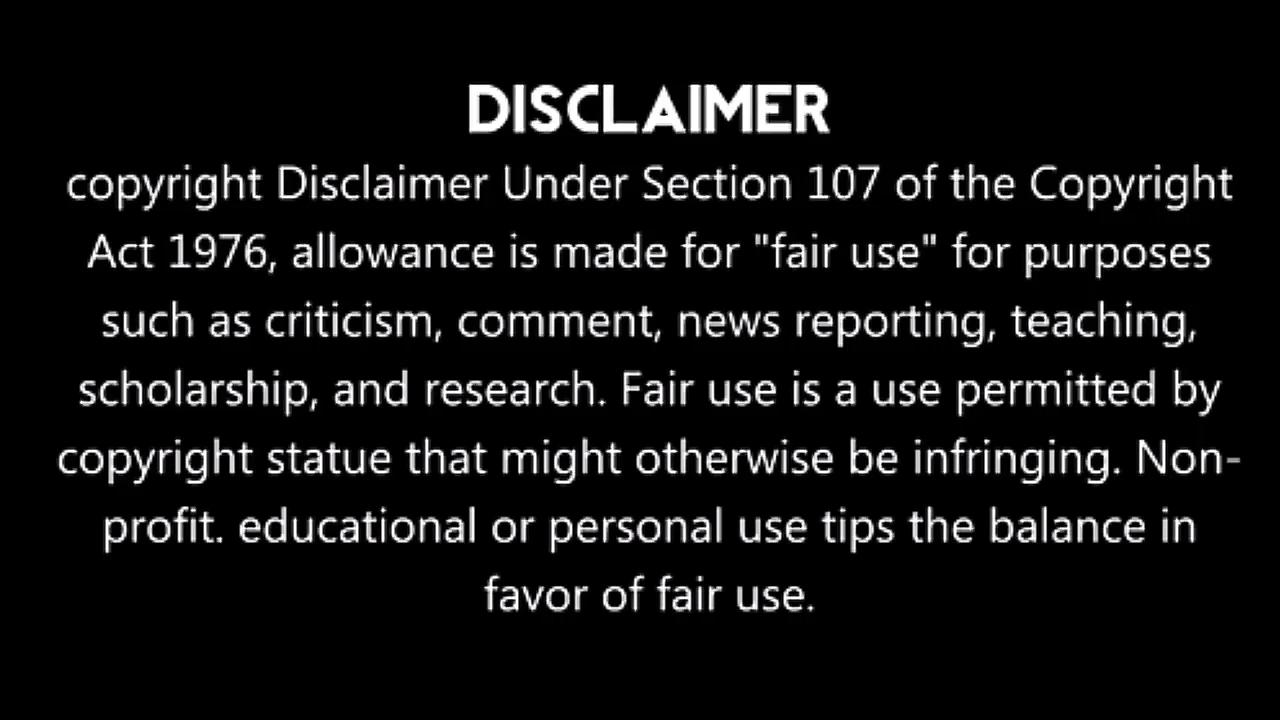 DISCLAIMER
copyright Disclaimer Under Section 107 of the Copyright
Act 1976, allowance is made for "fair use" for purposes
such as criticism, comment, news reporting, teaching,
scholarship, and research. Fair use is a use permitted by
copyright statue that might otherwise be infringing. Non-
profit. educational or personal use tips the balance in
favor of fair use.